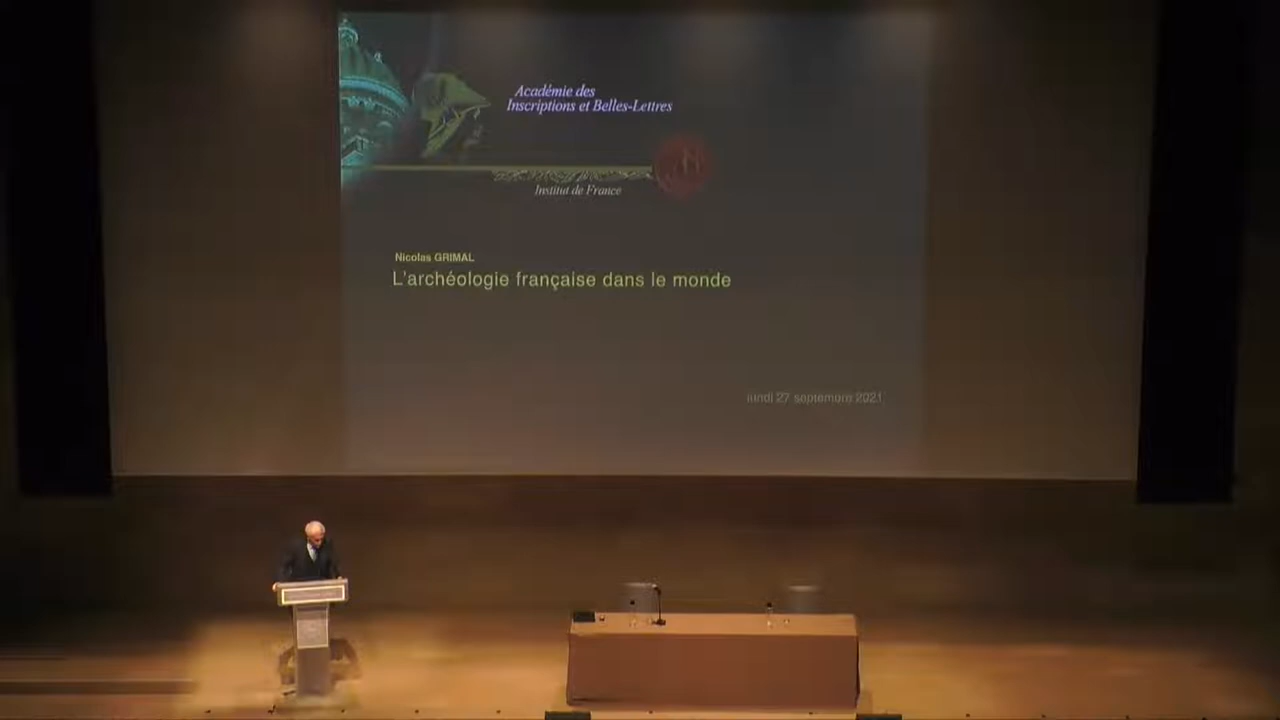 Académie des
Inscriptions et Belles-Lettres
Institut de France
Nicolas GRIMAL
L'archéologie française dans le monde
lundi 27 septembre 2021